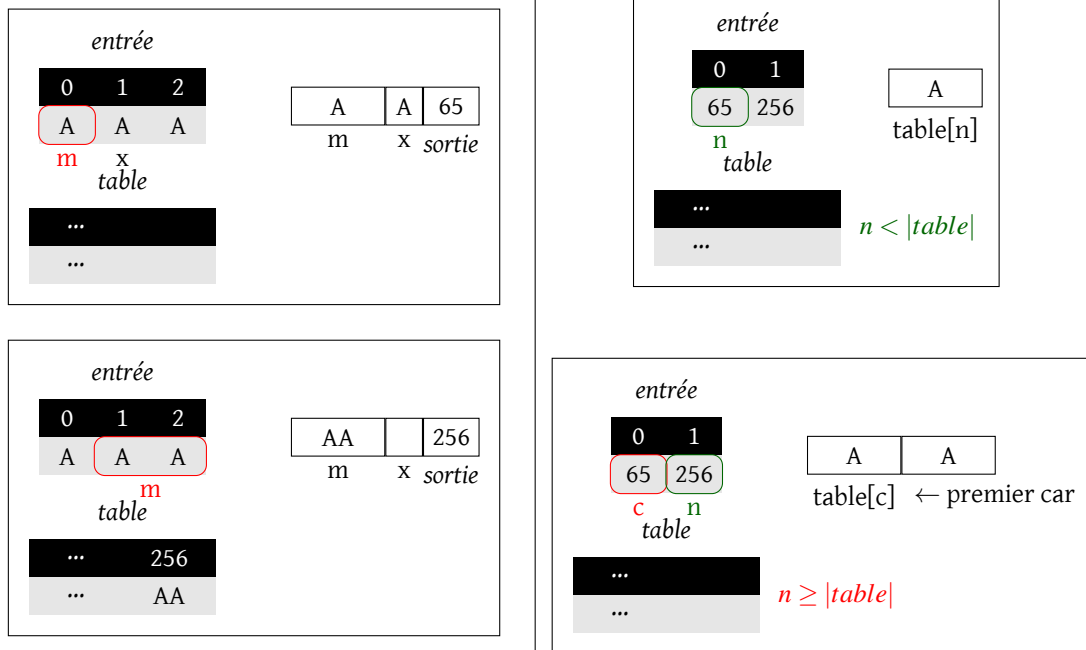 entrée
0 1 2
A A A
m x
table
...
...
A A 65
m x sortie
entrée
0 1 2
A A A
m
table
... 256
... AA
AA 256
m x sortie
entrée
0 1
65 256
n
table
...
...
A
table[n]
n < |table|
entrée
0 1
65 256
c n
table
...
...
A A
table[c] ← premier car
n ≥ |table|